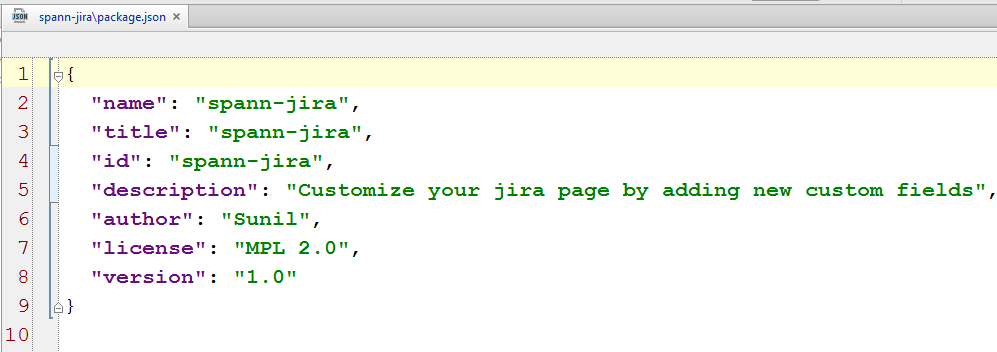 JSON spann-jira\package.json ×
1 {
2 "name": "spann-jira",
3 "title": "spann-jira",
4 "id": "spann-jira",
5 "description": "Customize your jira page by adding new custom fields",
6 "author": "Sunil",
7 "license": "MPL 2.0",
8 "version": "1.0"
9 }
10